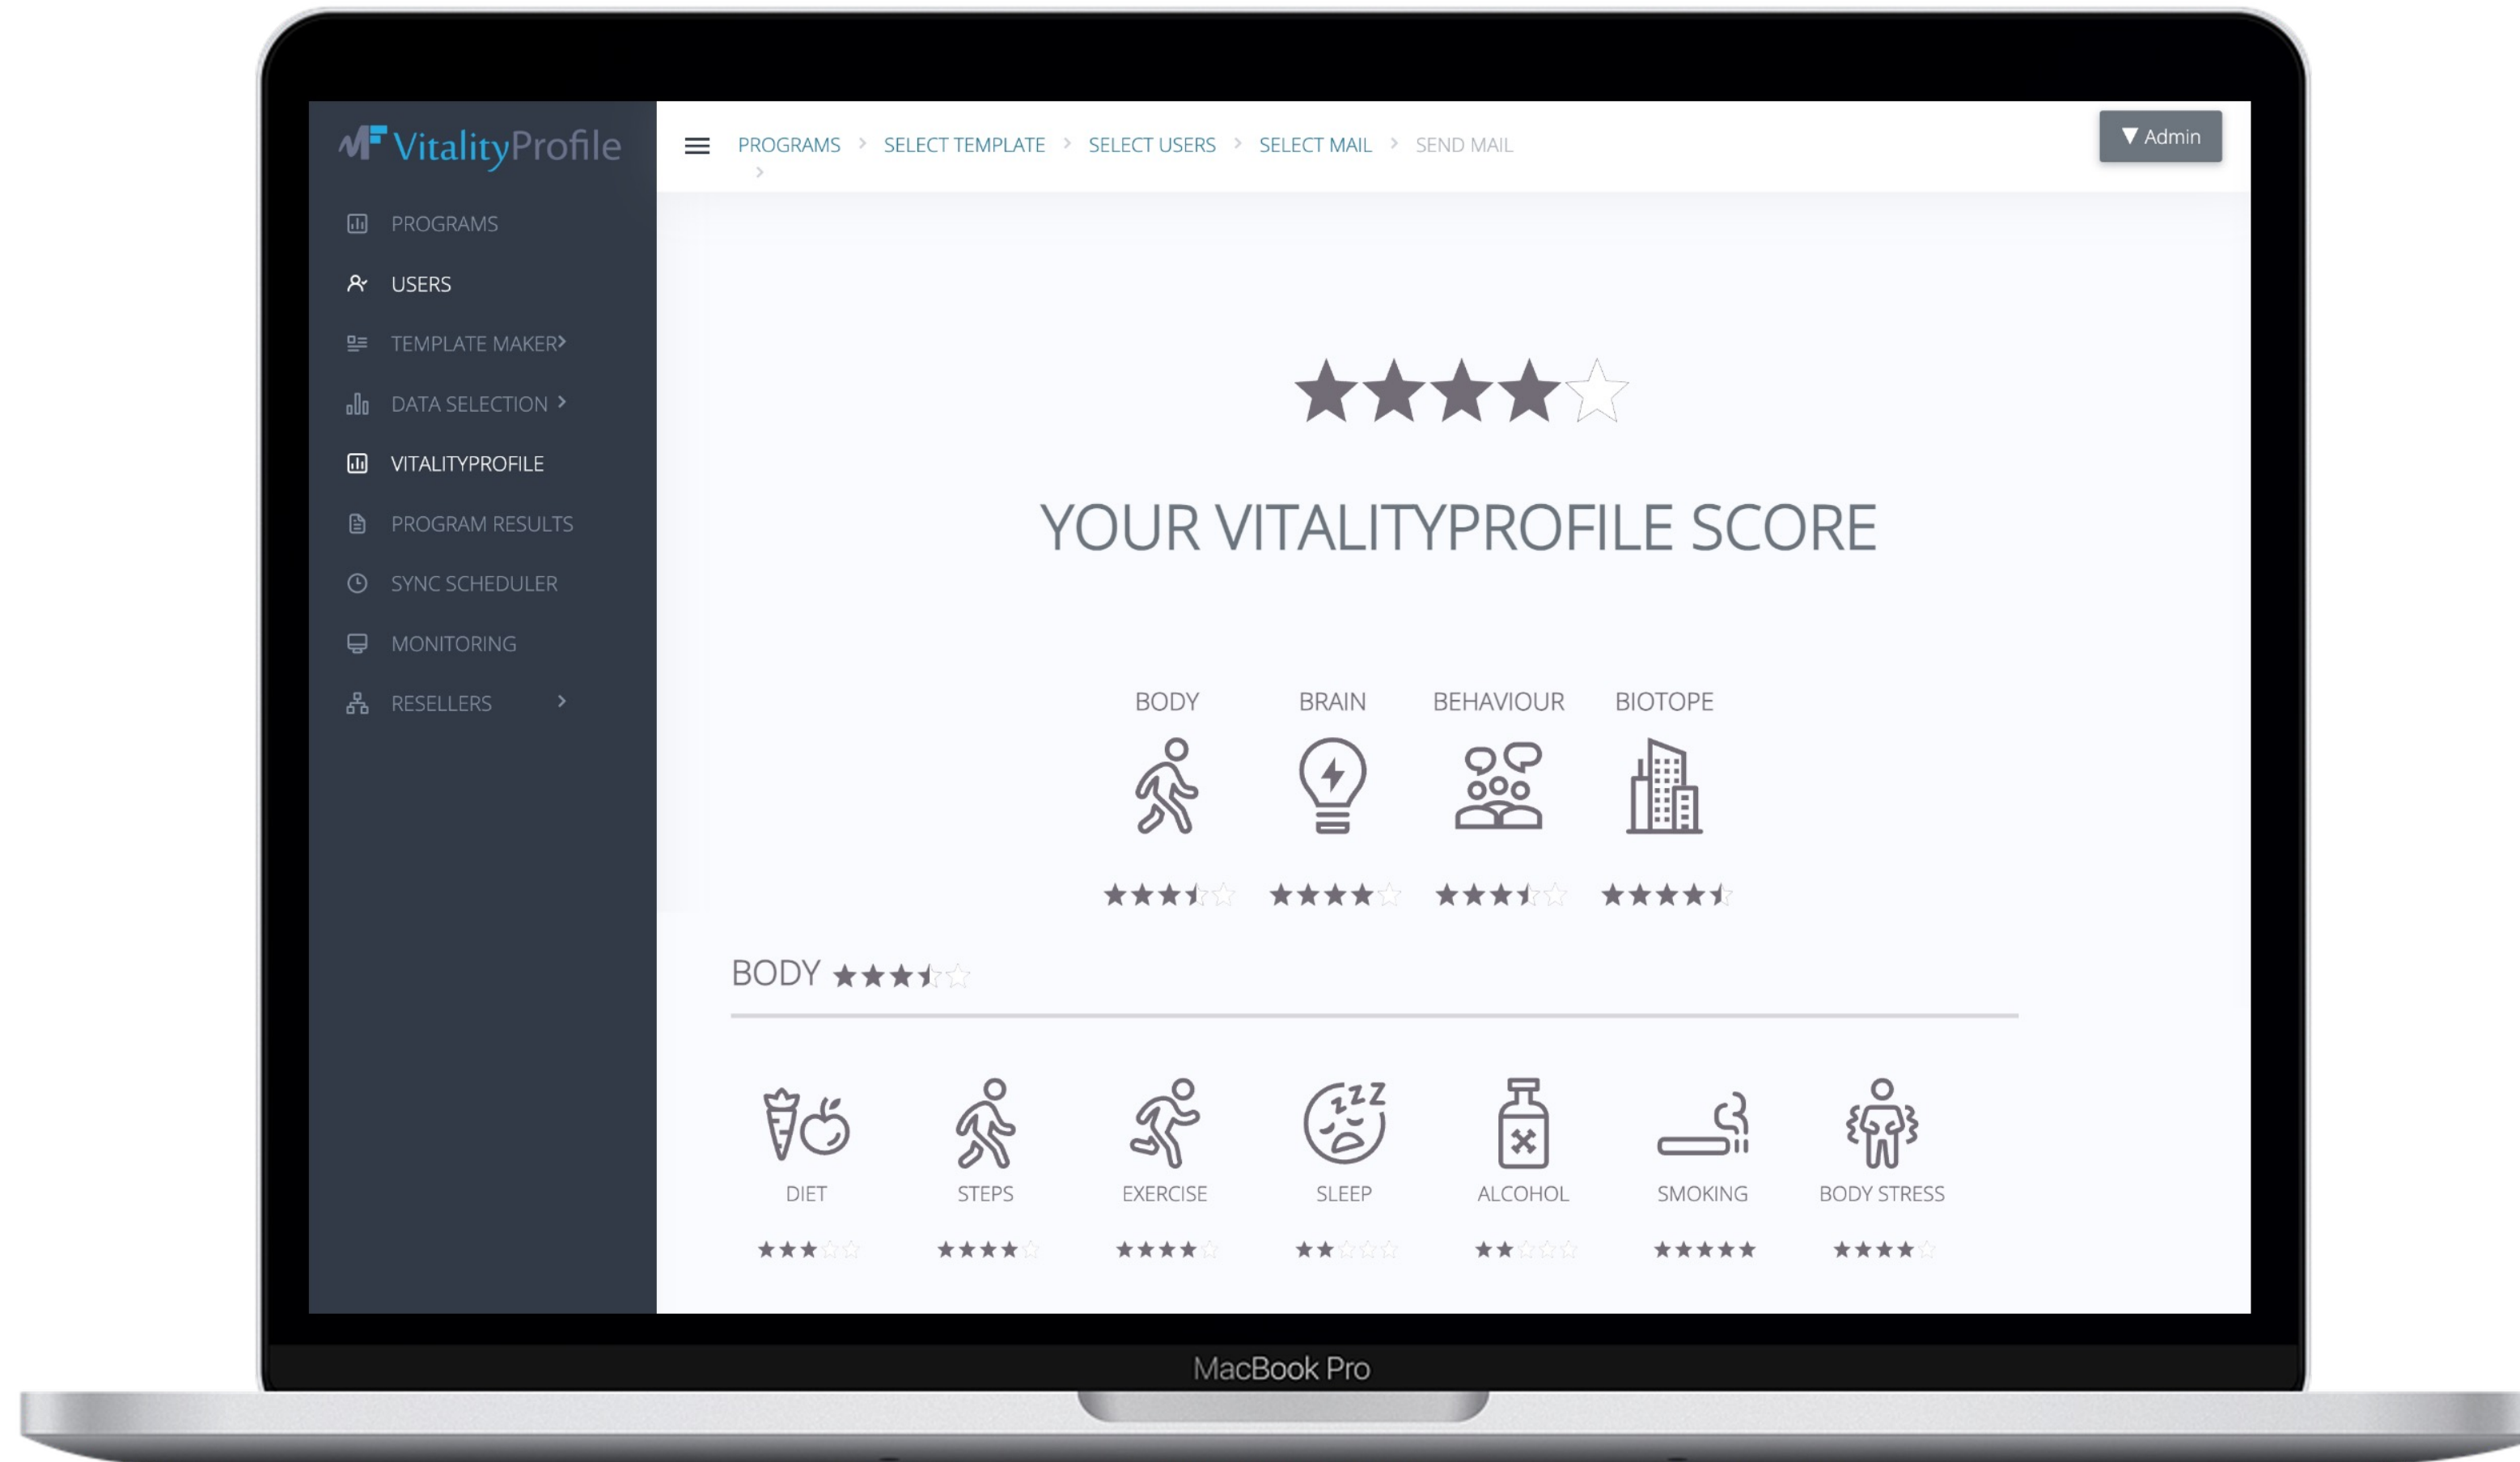 VitalityProfile
PROGRAMS
USERS
TEMPLATE MAKER
DATA SELECTION
VITALITYPROFILE
PROGRAM RESULTS
SYNC SCHEDULER
MONITORING
RESELLERS
PROGRAMS > SELECT TEMPLATE > SELECT USERS > SELECT MAIL > SEND MAIL
>
▼ Admin
YOUR VITALITYPROFILE SCORE
BODY BRAIN BEHAVIOUR BIOTOPE
BODY
DIET STEPS EXERCISE SLEEP ALCOHOL SMOKING BODY STRESS
MacBook Pro